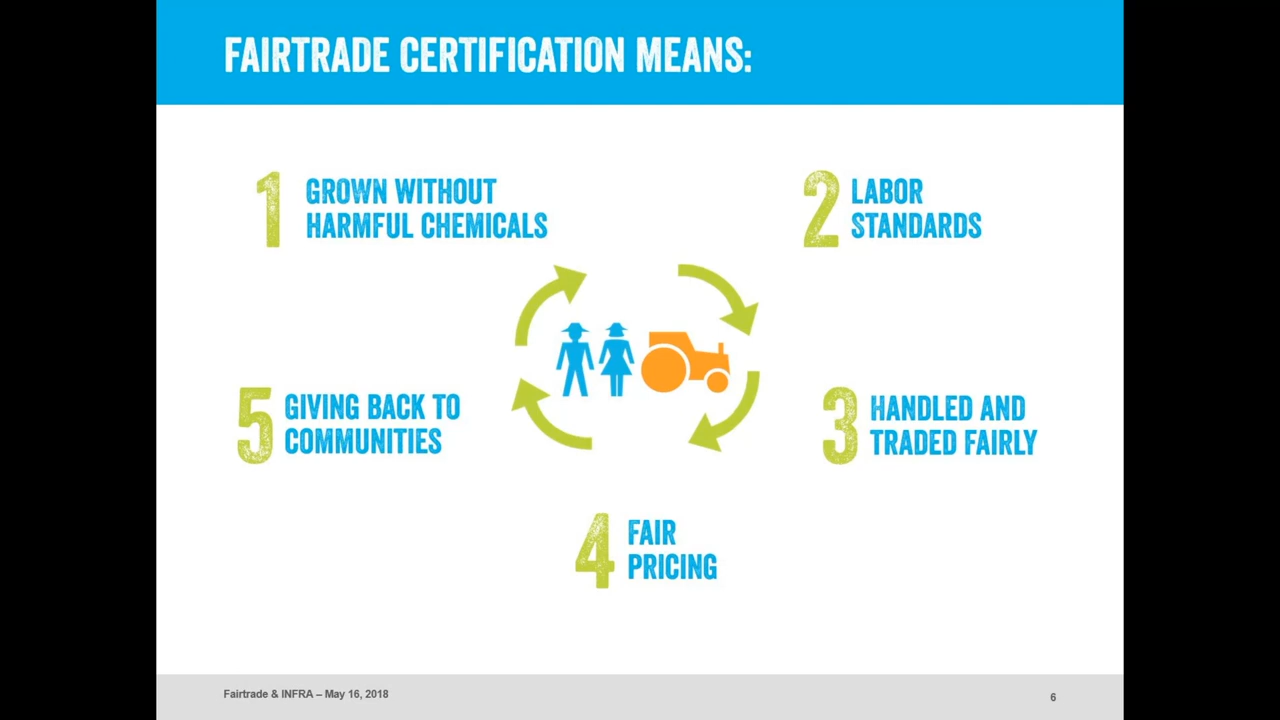 FAIRTRADE CERTIFICATION MEANS:
1 GROWN WITHOUT
HARMFUL CHEMICALS
2 LABOR
STANDARDS
3 HANDLED AND
TRADED FAIRLY
4 FAIR
PRICING
5 GIVING BACK TO
COMMUNITIES
Fairtrade & INFRA – May 16, 2018
6